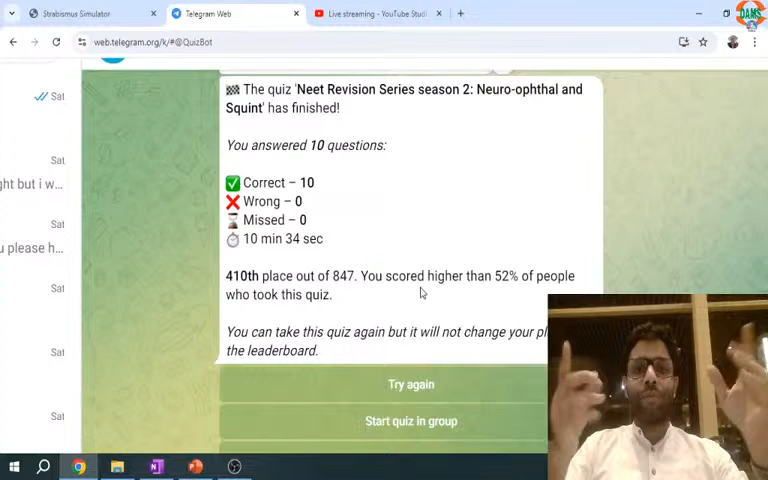 Strabismus Simulator
Telegram Web
Live streaming - YouTube Studi
DAMS
web.telegram.org/k/#@QuizBot
Sat
The quiz 'Neet Revision Series season 2: Neuro-ophthal and
Squint' has finished!
You answered 10 questions:
Sat
ght but i w...
Correct – 10
Wrong – 0
Sat
Missed – 0
10 min 34 sec
u please h...
410th place out of 847. You scored higher than 52% of people
who took this quiz.
Sat
You can take this quiz again but it will not change your pl
the leaderboard.
Sat
Try again
Sat
Start quiz in group